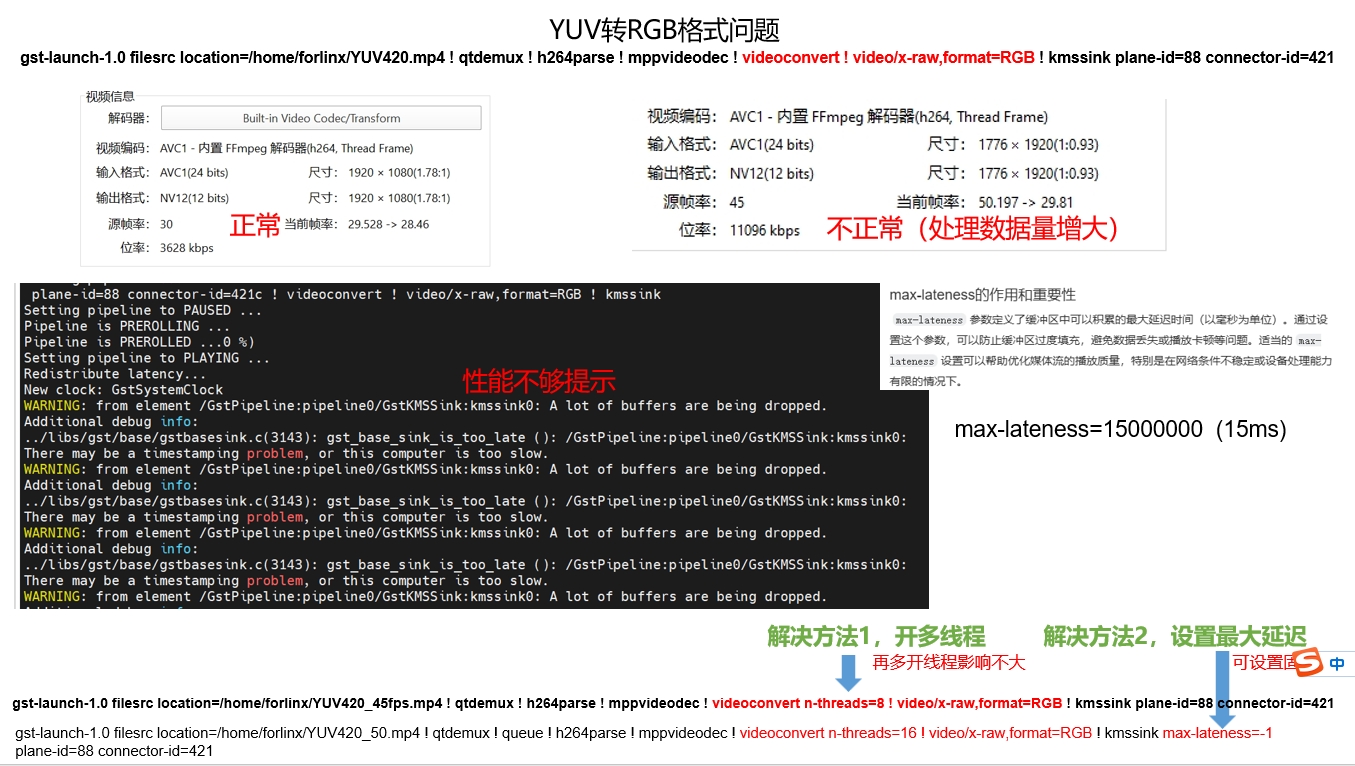 YUV转RGB格式问题
gst-launch-1.0 filesrc location=/home/forlinx/YUV420.mp4 ! qtdemux ! h264parse ! mppvideodec ! videoconvert ! video/x-raw,format=RGB ! kmssink plane-id=88 connector-id=421
视频信息
解码器： Built-in Video Codec/Transform
视频编码： AVC1 - 内置 FFmpeg 解码器(h264, Thread Frame)
输入格式： AVC1(24 bits) 尺寸： 1920 × 1080(1.78:1)
输出格式： NV12(12 bits) 尺寸： 1920 × 1080(1.78:1)
源帧率： 30 正常 当前帧率： 29.528 -> 28.46
位率： 3628 kbps
视频编码： AVC1 - 内置 FFmpeg 解码器(h264, Thread Frame)
输入格式： AVC1(24 bits) 尺寸： 1776 × 1920(1:0.93)
输出格式： NV12(12 bits) 尺寸： 1776 × 1920(1:0.93)
源帧率： 45 当前帧率： 50.197 -> 29.81
位率： 11096 kbps 不正常（处理数据量增大）
plane-id=88 connector-id=421c ! videoconvert ! video/x-raw,format=RGB ! kmssink
Setting pipeline to PAUSED ...
Pipeline is PREROLLING ...
Pipeline is PREROLLED ...0 %)
Setting pipeline to PLAYING ...
Redistribute latency...
New clock: GstSystemClock
性能不够提示
WARNING: from element /GstPipeline:pipeline0/GstKMSSink:kmssink0: A lot of buffers are being dropped.
Additional debug info:
../libs/gst/base/gstbasesink.c(3143): gst_base_sink_is_too_late (): /GstPipeline:pipeline0/GstKMSSink:kmssink0:
There may be a timestamping problem, or this computer is too slow.
WARNING: from element /GstPipeline:pipeline0/GstKMSSink:kmssink0: A lot of buffers are being dropped.
Additional debug info:
../libs/gst/base/gstbasesink.c(3143): gst_base_sink_is_too_late (): /GstPipeline:pipeline0/GstKMSSink:kmssink0:
There may be a timestamping problem, or this computer is too slow.
WARNING: from element /GstPipeline:pipeline0/GstKMSSink:kmssink0: A lot of buffers are being dropped.
Additional debug info:
../libs/gst/base/gstbasesink.c(3143): gst_base_sink_is_too_late (): /GstPipeline:pipeline0/GstKMSSink:kmssink0:
There may be a timestamping problem, or this computer is too slow.
WARNING: from element /GstPipeline:pipeline0/GstKMSSink:kmssink0: A lot of buffers are being dropped.
max-lateness的作用和重要性
max-lateness 参数定义了缓冲区中可以积累的最大延迟时间（以毫秒为单位）。通过设
置这个参数，可以防止缓冲区过度填充，避免数据丢失或播放卡顿等问题。适当的 max-
lateness 设置可以帮助优化媒体流的播放质量，特别是在网络条件不稳定或设备处理能力
有限的情况下。
max-lateness=15000000（15ms)
解决方法1，开多线程
再多开线程影响不大
解决方法2，设置最大延迟
可设置固
S 中
gst-launch-1.0 filesrc location=/home/forlinx/YUV420_45fps.mp4 ! qtdemux ! h264parse ! mppvideodec ! videoconvert n-threads=8 ! video/x-raw,format=RGB ! kmssink plane-id=88 connector-id=421
gst-launch-1.0 filesrc location=/home/forlinx/YUV420_50.mp4 ! qtdemux ! queue ! h264parse ! mppvideodec ! videoconvert n-threads=16 ! video/x-raw,format=RGB ! kmssink max-lateness=-1
plane-id=88 connector-id=421